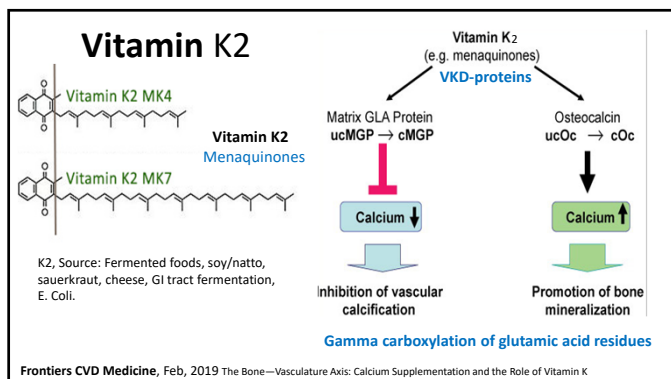 Vitamin K2
Vitamin K2 MK4
Vitamin K2
Menaquinones
Vitamin K2 MK7
K2, Source: Fermented foods, soy/natto,
sauerkraut, cheese, GI tract fermentation,
E. Coli.
Vitamin K2
(e.g. menaquinones)
VKD-proteins
Matrix GLA Protein
ucMGP → cMGP
Osteocalcin
ucOc → cOc
Calcium
Calcium
Inhibition of vascular
calcification
Promotion of bone
mineralization
Gamma carboxylation of glutamic acid residues
Frontiers CVD Medicine, Feb, 2019 The Bone—Vasculature Axis: Calcium Supplementation and the Role of Vitamin K